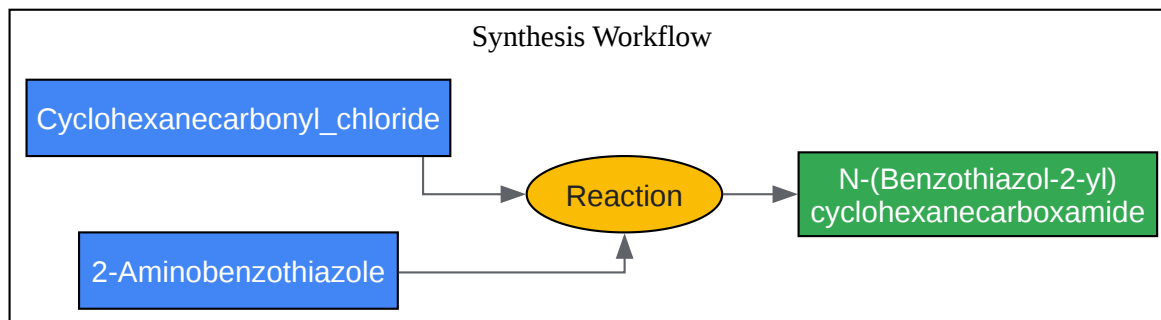 Synthesis Workflow
Cyclohexanecarbonyl_chloride
2-Aminobenzothiazole
Reaction
N-(Benzothiazol-2-yl)
cyclohexanecarboxamide